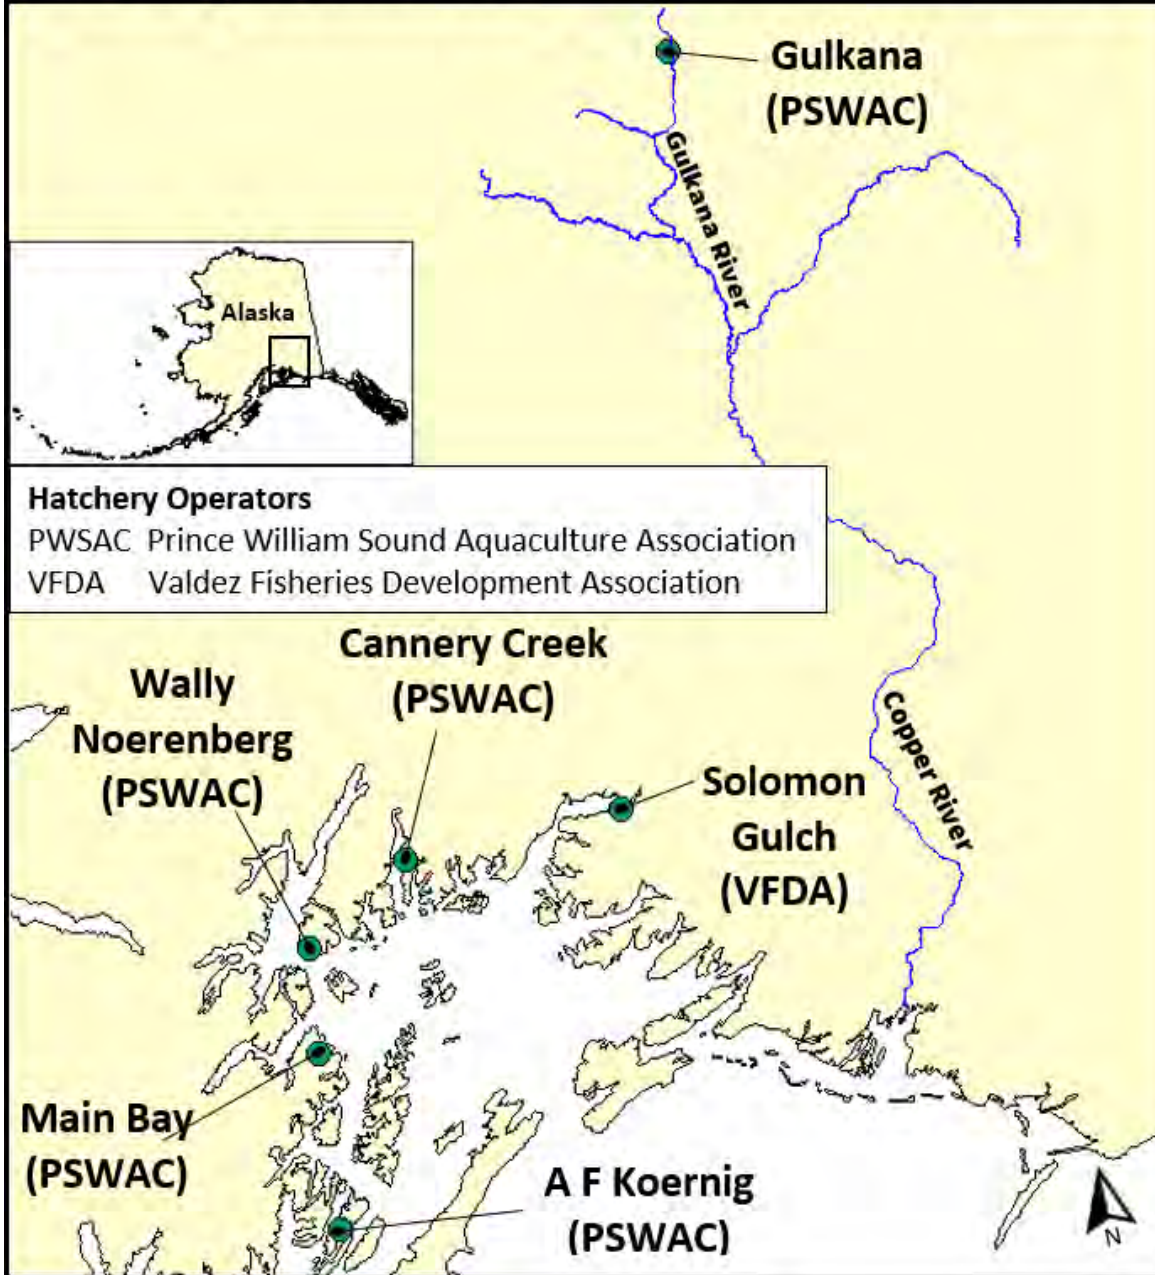 Gulkana
(PSWAC)
Gulkana River
Alaska
Hatchery Operators
PWSAC Prince William Sound Aquaculture Association
VFDA Valdez Fisheries Development Association
Cannery Creek
(PSWAC)
Wally
Noerenberg
(PSWAC)
Copper River
Solomon
Gulch
(VFDA)
Main Bay
(PSWAC)
A F Koernig
(PSWAC)
N